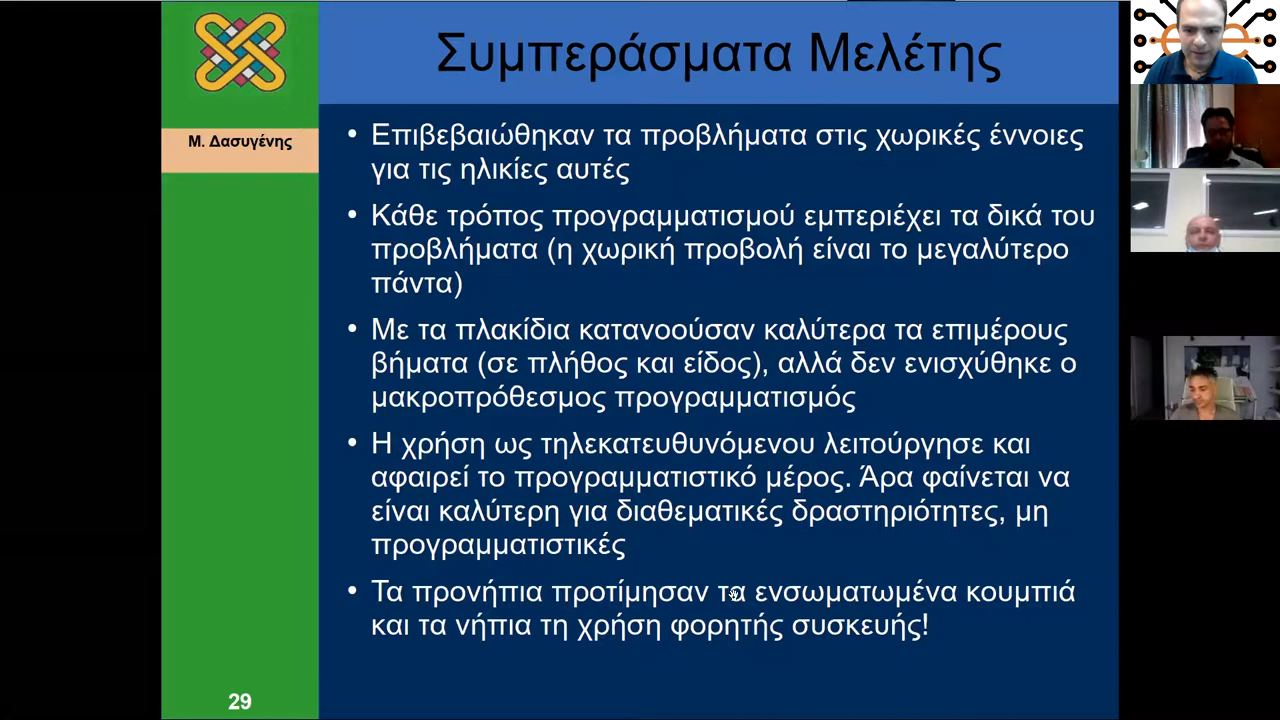 Συμπεράσματα Μελέτης
Μ. Δασυγένης
• Επιβεβαιώθηκαν τα προβλήματα στις χωρικές έννοιες
για τις ηλικίες αυτές
• Κάθε τρόπος προγραμματισμού εμπεριέχει τα δικά του
προβλήματα (η χωρική προβολή είναι το μεγαλύτερο
πάντα)
• Με τα πλακίδια κατανοούσαν καλύτερα τα επιμέρους
βήματα (σε πλήθος και είδος), αλλά δεν ενισχύθηκε ο
μακροπρόθεσμος προγραμματισμός
• Η χρήση ως τηλεκατευθυνόμενου λειτούργησε και
αφαιρεί το προγραμματιστικό μέρος. Άρα φαίνεται να
είναι καλύτερη για διαθεματικές δραστηριότητες, μη
προγραμματιστικές
• Τα προνήπια προτίμησαν τα ενσωματωμένα κουμπιά
και τα νήπια τη χρήση φορητής συσκευής!
29